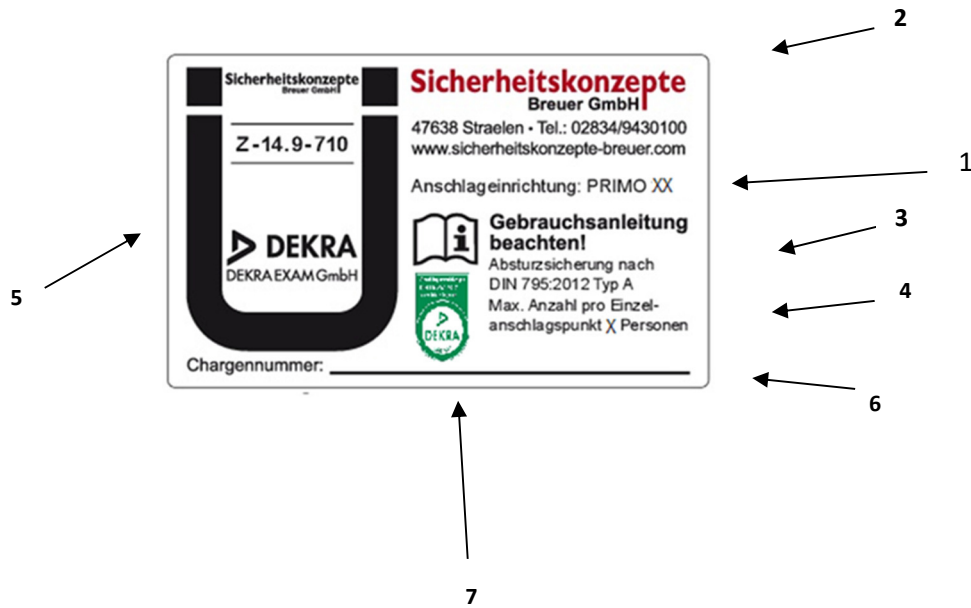 2
Sicherheitskonzepte
Breuer GmbH
Z-14.9-710
DEKRA
DEKRA EXAM GmbH
Sicherheitskonzepte
Breuer GmbH
47638 Straelen • Tel.: 02834/9430100
www.sicherheitskonzepte-breuer.com
Anschlageinrichtung: PRIMO XX
1
Gebrauchsanleitung
beachten!
Absturzsicherung nach
DIN 795:2012 Typ A
Max. Anzahl pro Einzel-
anschlagspunkt X Personen
DEKRA
3
4
5
Chargennummer:
6
7